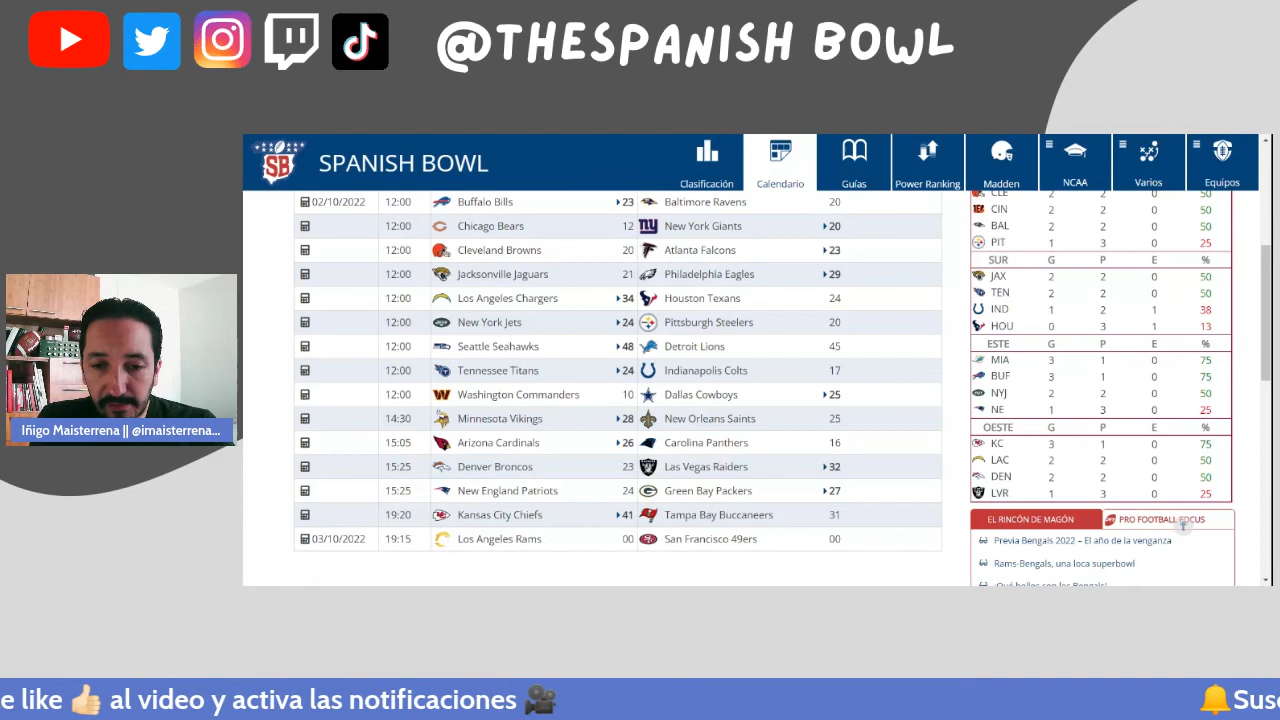 @THESPANISH BOWL
SB SPANISH BOWL
Clasificación Calendario Guías Power Ranking Madden NCAA Varios Equipos
02/10/2022 12:00 Buffalo Bills 23 Baltimore Ravens 20
12:00 Chicago Bears 12 New York Giants 20
12:00 Cleveland Browns 20 Atlanta Falcons 23
12:00 Jacksonville Jaguars 21 Philadelphia Eagles 29
12:00 Los Angeles Chargers 34 Houston Texans 24
12:00 New York Jets 24 Pittsburgh Steelers 20
12:00 Seattle Seahawks 48 Detroit Lions 45
12:00 Tennessee Titans 24 Indianapolis Colts 17
12:00 Washington Commanders 10 Dallas Cowboys 25
14:30 Minnesota Vikings 28 New Orleans Saints 25
15:05 Arizona Cardinals 26 Carolina Panthers 16
15:25 Denver Broncos 23 Las Vegas Raiders 32
15:25 New England Patriots 24 Green Bay Packers 27
19:20 Kansas City Chiefs 41 Tampa Bay Buccaneers 31
03/10/2022 19:15 Los Angeles Rams 00 San Francisco 49ers 00
CLE 2 2 0 50
CIN 2 2 0 50
BAL 2 2 0 50
PIT 1 3 0 25
SUR G P E %
JAX 2 2 0 50
TEN 2 2 0 50
IND 1 2 1 38
HOU 0 3 1 13
ESTE G P E %
MIA 3 1 0 75
BUF 3 1 0 75
NYJ 2 2 0 50
NE 1 3 0 25
OESTE G P E %
KC 3 1 0 75
LAC 2 2 0 50
DEN 2 2 0 50
LVR 1 3 0 25
EL RINCÓN DE MAGÓN PRO FOOTBALL FOCUS
Previa Bengals 2022 – El año de la venganza
Rams-Bengals, una loca superbowl
¡Qué bellos son los Bengals!
Iñigo Maisterrena || @imaisterrena...
e like 👍🏻 al video y activa las notificaciones 🎥 🔔 Sus